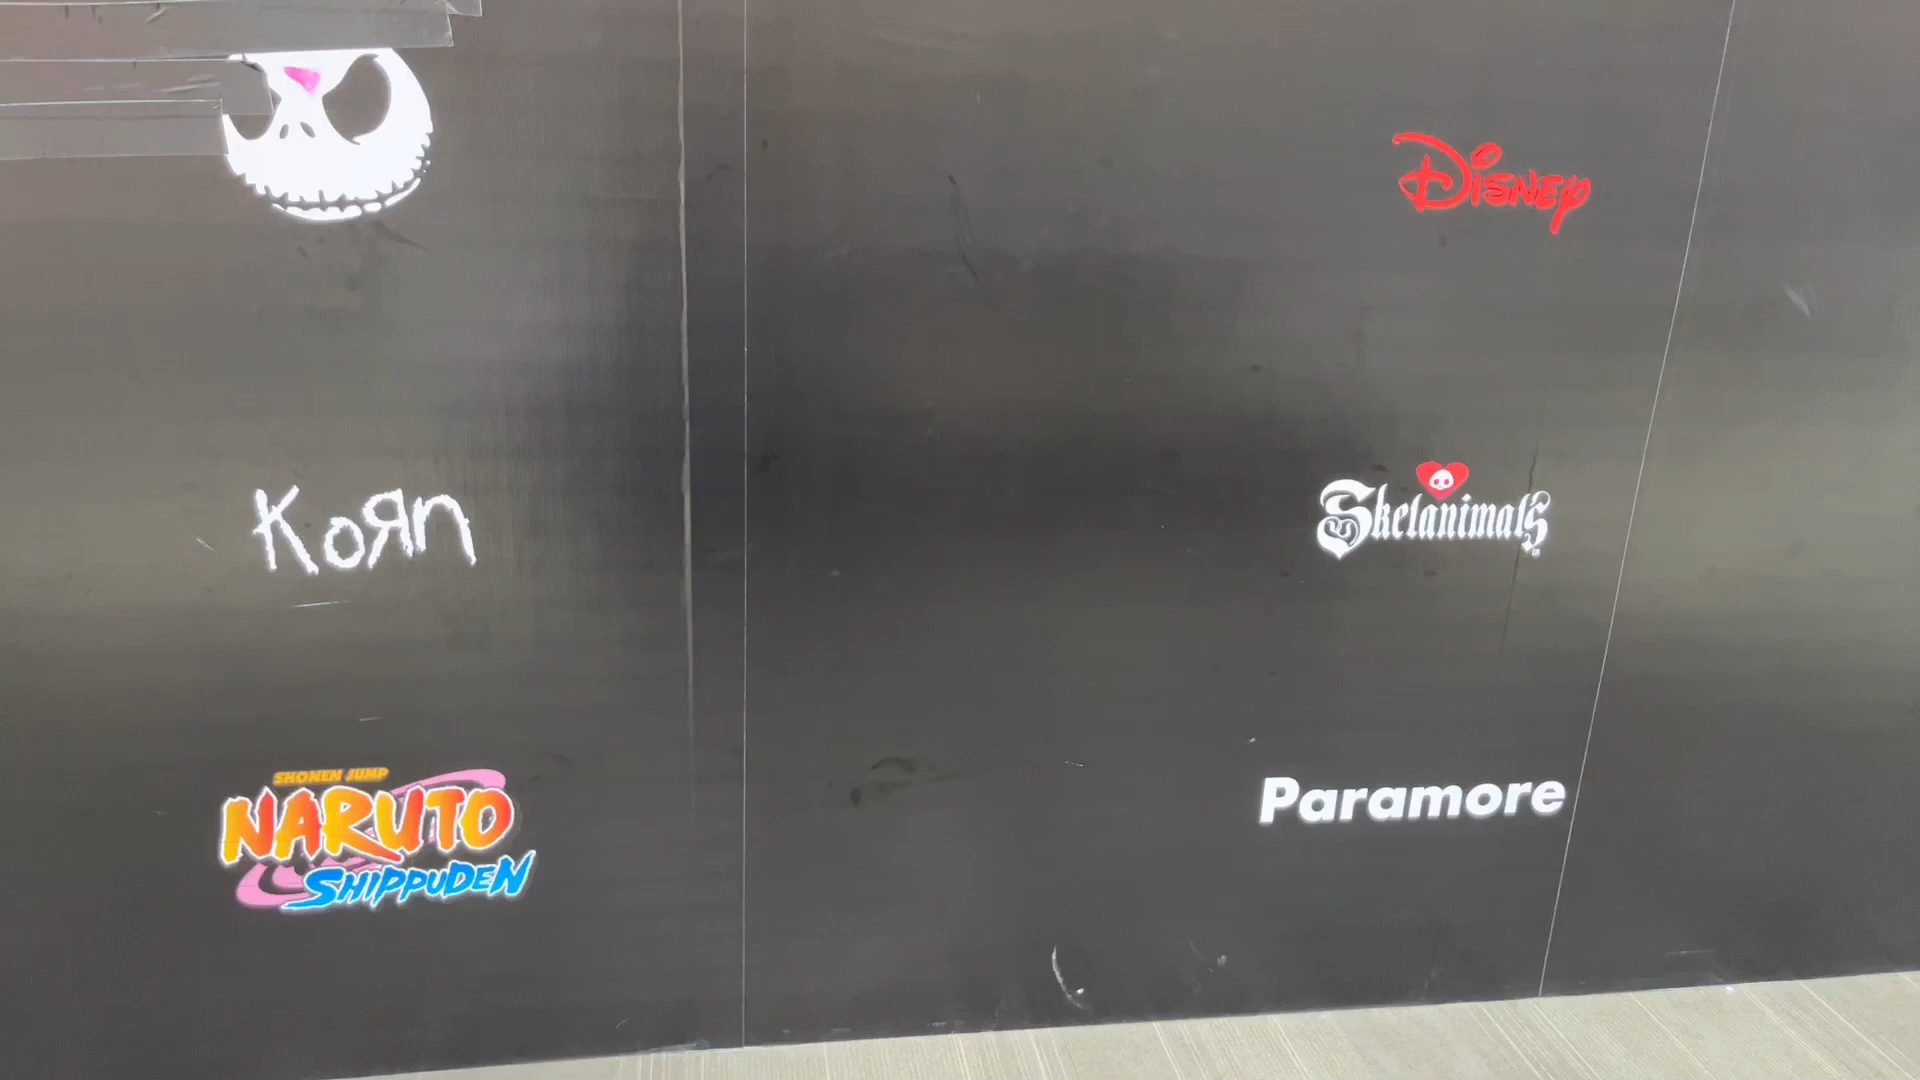 Disney
KoЯn
Skelanimals
SHONEN JUMP
NARUTO
SHIPPUDEN
Paramore